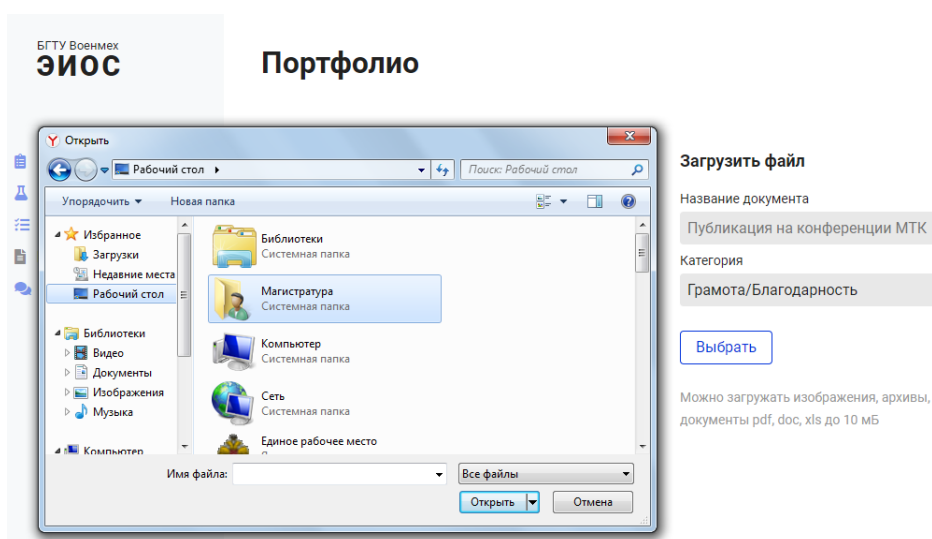 БГТУ Военмех
ЭИОС
Портфолио
Открыть
Рабочий стол
Поиск: Рабочий стол
Упорядочить
Новая папка
Избранное
Загрузки
Недавние места
Рабочий стол
Библиотеки
Видео
Документы
Изображения
Музыка
Компьютер
Библиотеки
Системная папка
Магистратура
Системная папка
Компьютер
Системная папка
Сеть
Системная папка
Единое рабочее место
Имя файла:
Все файлы
Открыть
Отмена
Загрузить файл
Название документа
Публикация на конференции МТК
Категория
Грамота/Благодарность
Выбрать
Можно загружать изображения, архивы,
документы pdf, doc, xls до 10 мБ